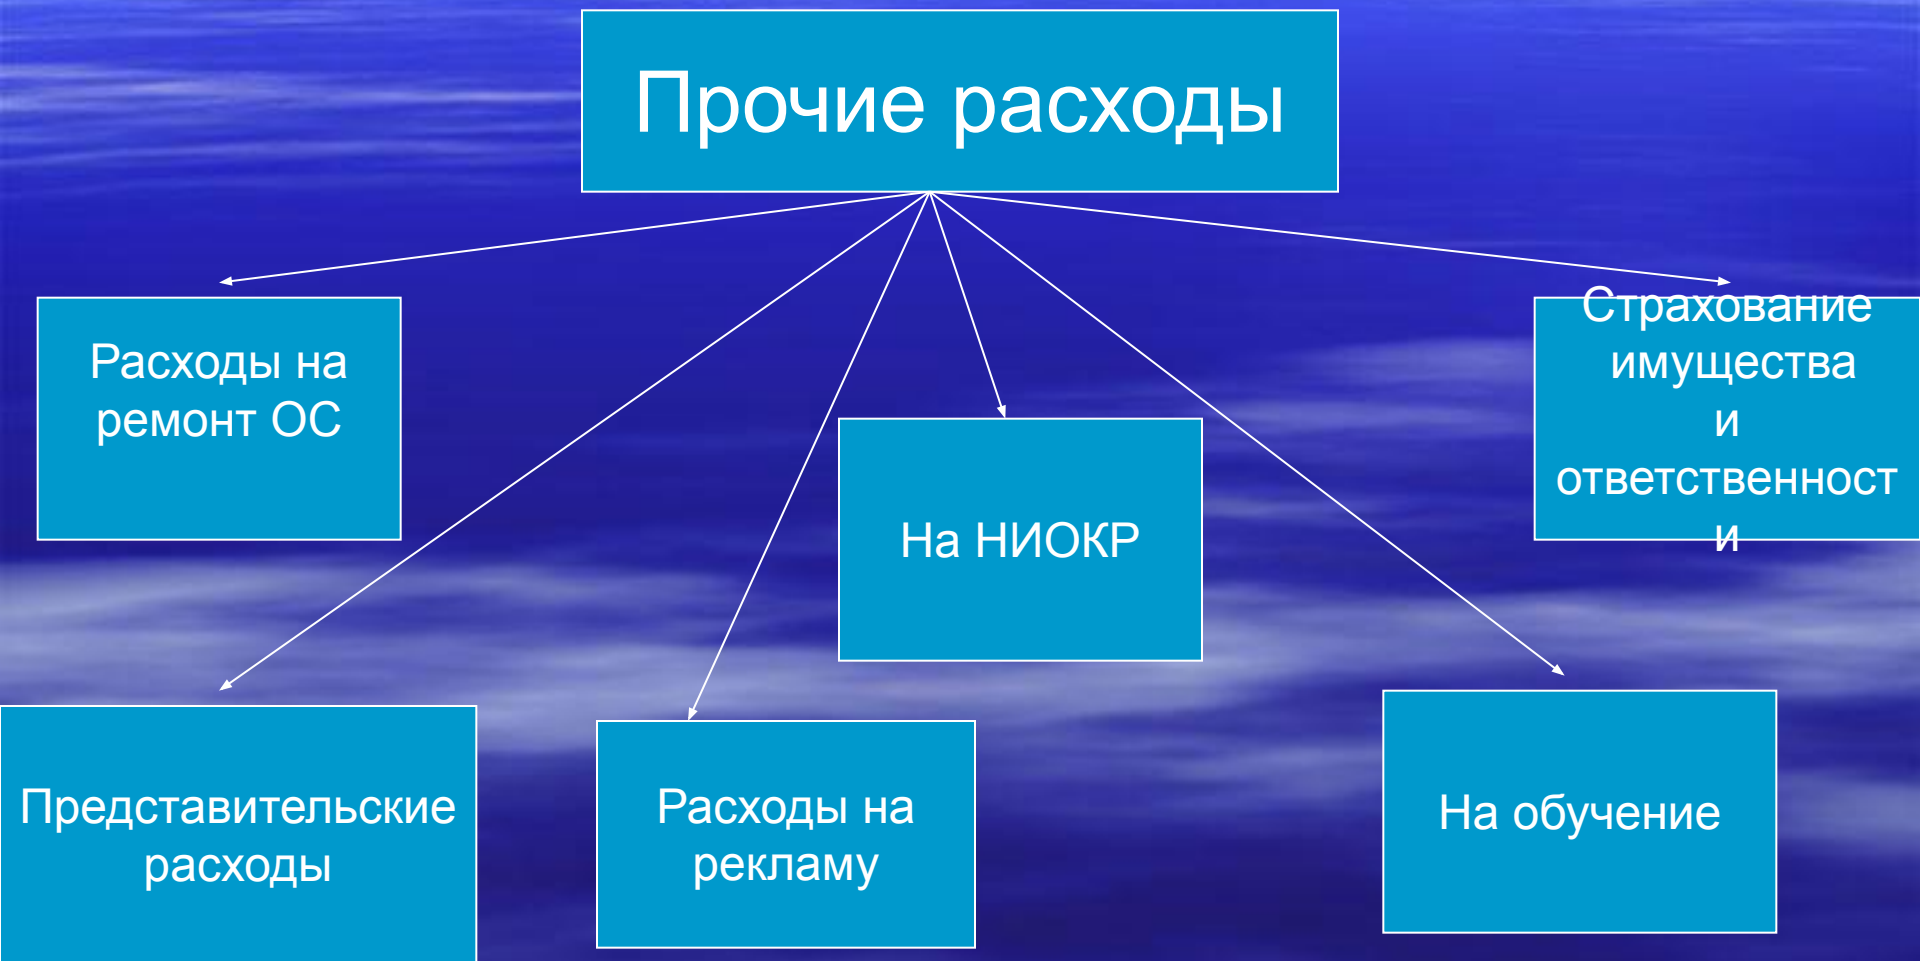 Прочие расходы
Расходы на
ремонт ОС
Страхование
имущества
и
ответственност
и
На НИОКР
Представительские
расходы
Расходы на
рекламу
На обучение